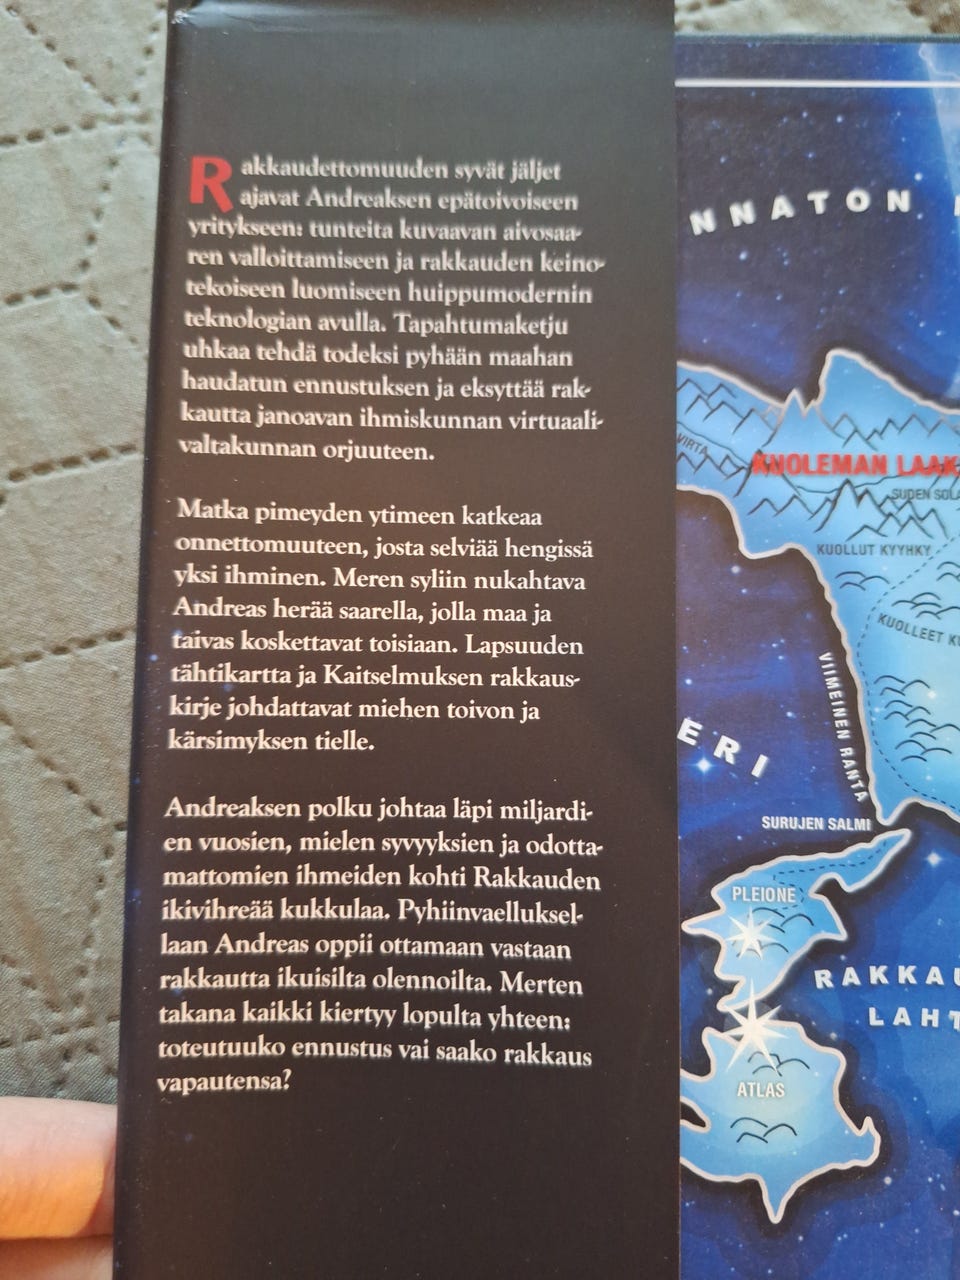 Rakkaudettomuuden syvät jäljet
ajavat Andreaksen epätoivoiseen
yritykseen: tunteita kuvaavan aivosaa-
ren valloittamiseen ja rakkauden keino-
tekoiseen luomiseen huippumodernin
teknologian avulla. Tapahtumaketju
uhkaa tehdä todeksi pyhään maahan
haudatun ennustuksen ja eksyttää rak-
kautta janoavan ihmiskunnan virtuaali-
valtakunnan orjuuteen.
Matka pimeyden ytimeen katkeaa
onnettomuuteen, josta selviää hengissä
yksi ihminen. Meren syliin nukahtava
Andreas herää saarella, jolla maa ja
taivas koskettavat toisiaan. Lapsuuden
tähtikartta ja Kaitselmuksen rakkaus-
kirje johdattavat miehen toivon ja
kärsimyksen tielle.
Andreaksen polku johtaa läpi miljardi-
en vuosien, mielen syvyyksien ja odotta-
mattomien ihmeiden kohti Rakkauden
ikivihreää kukkulaa. Pyhiinvaelluksel-
laan Andreas oppii ottamaan vastaan
rakkautta ikuisilta olennoilta. Merten
takana kaikki kiertyy lopulta yhteen:
toteutuuko ennustus vai saako rakkaus
vapautensa?
NNATON
VIRTA
KUOLEMAN LAAK
SUDEN SOLA
KUOLLUT KYYHKY
KUOLLEET
VIIMEINEN RANTA
ERI
SURUJEN SALMI
PLEIONE
RAKKAU
LAHT
ATLAS